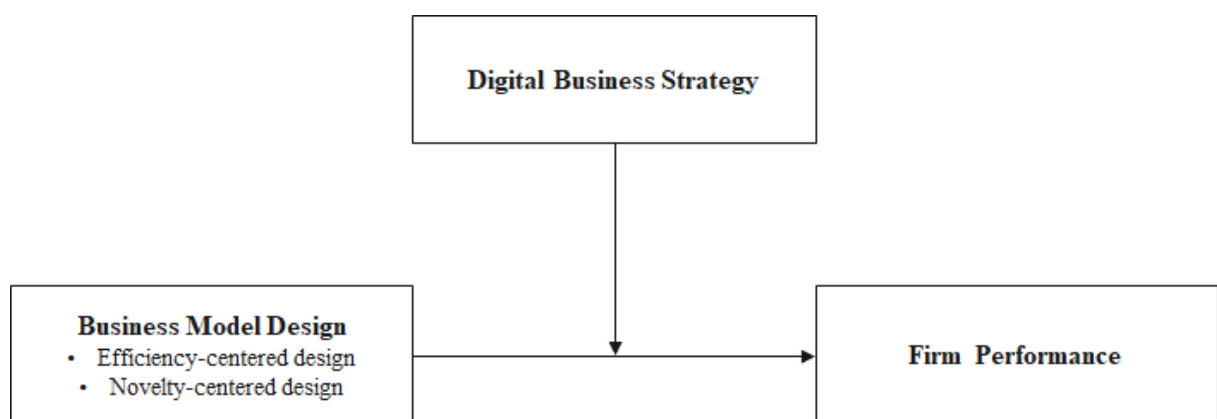 Digital Business Strategy
Business Model Design
• Efficiency-centered design
• Novelty-centered design
Firm Performance